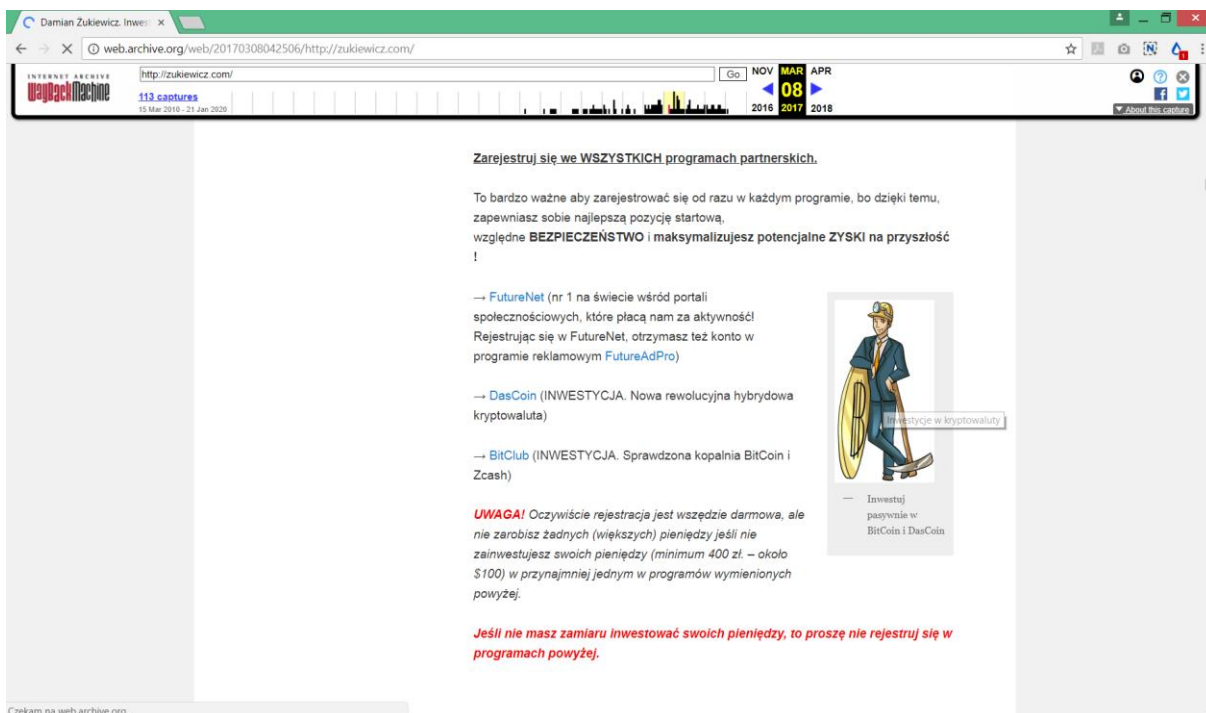 Damian Żukiewicz. Inwes
web.archive.org/web/20170308042506/http://zukiewicz.com/
INTERNET ARCHIVE
WayBackMachine
http://zukiewicz.com/
Go
NOV MAR APR
08
2016 2017 2018
113 captures
15 Mar 2010 - 21 Jan 2020
About this capture
Zarejestruj się we WSZYSTKICH programach partnerskich.
To bardzo ważne aby zarejestrować się od razu w każdym programie, bo dzięki temu,
zapewniasz sobie najlepszą pozycję startową,
względne BEZPIECZEŃSTWO i maksymalizujesz potencjalne ZYSKI na przyszłość
!
→ FutureNet (nr 1 na świecie wśród portali
społecznościowych, które płacą nam za aktywność!
Rejestrując się w FutureNet, otrzymasz też konto w
programie reklamowym FutureAdPro)
→ DasCoin (INWESTYCJA. Nowa rewolucyjna hybrydowa
kryptowaluta)
→ BitClub (INWESTYCJA. Sprawdzona kopalnia BitCoin i
Zcash)
UWAGA! Oczywiście rejestracja jest wszędzie darmowa, ale
nie zarobisz żadnych (większych) pieniędzy jeśli nie
zainwestujesz swoich pieniędzy (minimum 400 zł. – około
$100) w przynajmniej jednym w programów wymienionych
powyżej.
Jeśli nie masz zamiaru inwestować swoich pieniędzy, to proszę nie rejestruj się w
programach powyżej.
Inwestycje w kryptowaluty
— Inwestuj
pasywnie w
BitCoin i DasCoin
Czekam na web.archive.org